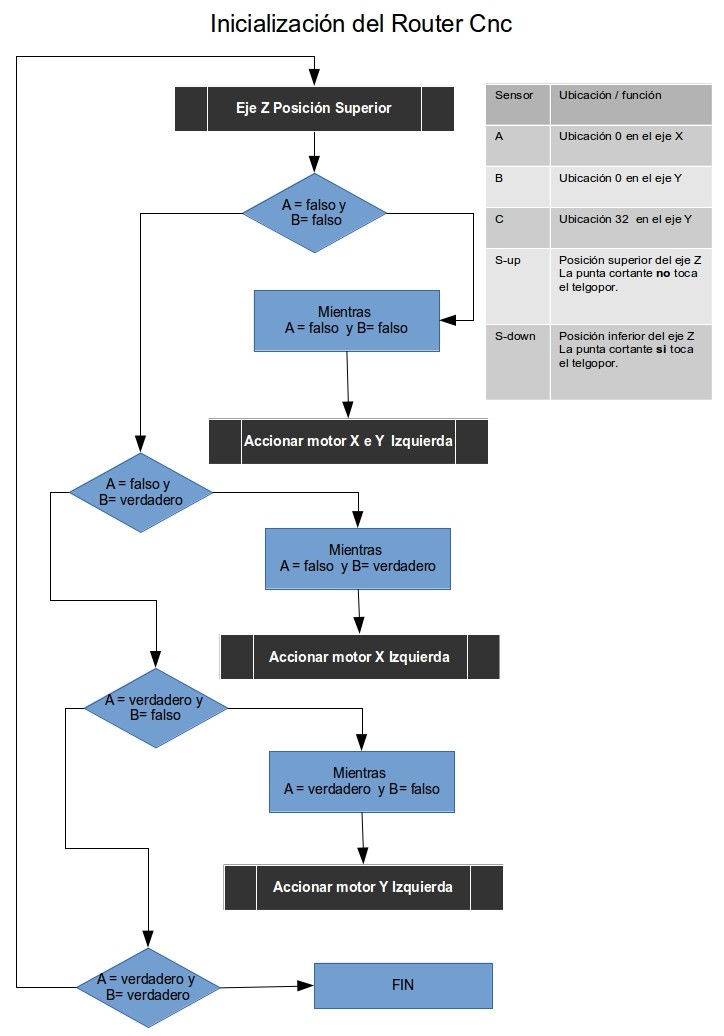 Inicialización del Router Cnc
Eje Z Posición Superior
A = falso y
B= falso
Mientras
A = falso y B= falso
Accionar motor X e Y Izquierda
A = falso y
B= verdadero
Mientras
A = falso y B= verdadero
Accionar motor X Izquierda
A = verdadero y
B= falso
Mientras
A = verdadero y B= falso
Accionar motor Y Izquierda
A = verdadero y
B= verdadero
FIN
Sensor Ubicación / función
A Ubicación 0 en el eje X
B Ubicación 0 en el eje Y
C Ubicación 32 en el eje Y
S-up Posición superior del eje Z
La punta cortante no toca
el telgopor.
S-down Posición inferior del eje Z
La punta cortante si toca
el telgopor.